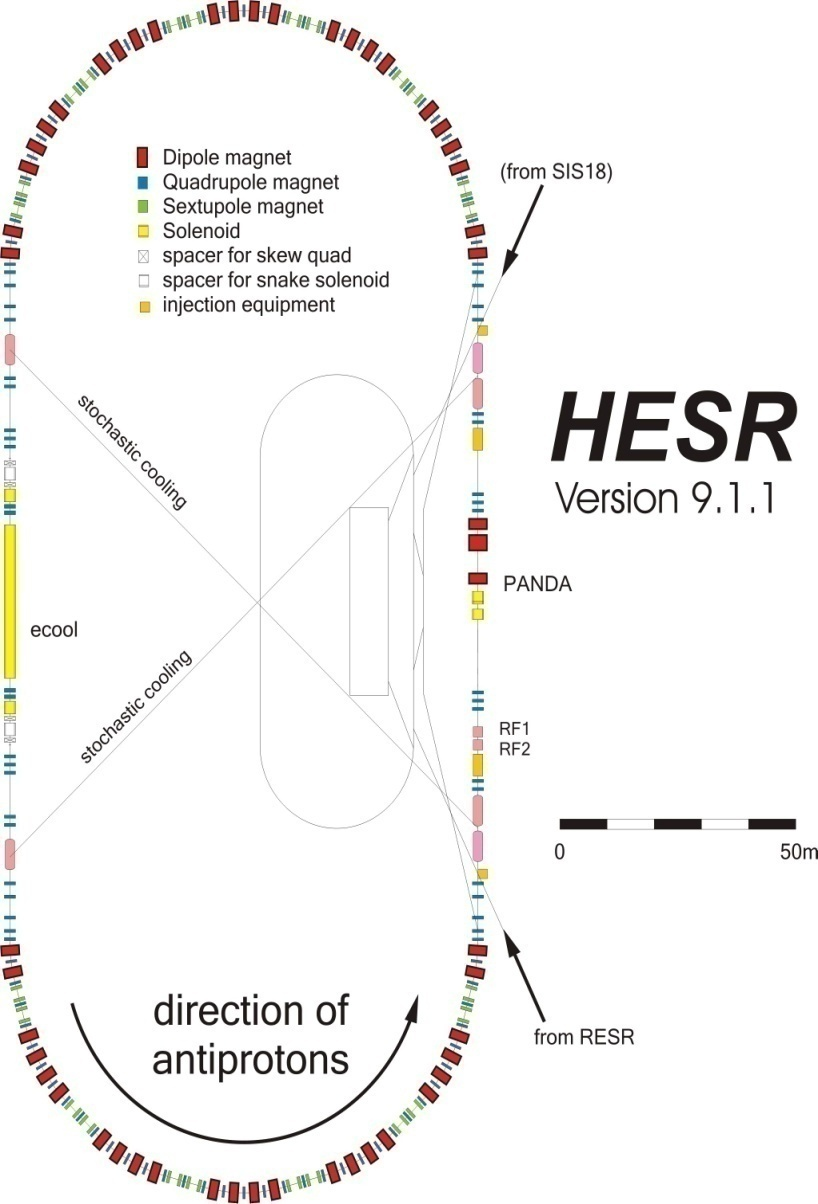 Dipole magnet
Quadrupole magnet
Sextupole magnet
Solenoid
spacer for skew quad
spacer for snake solenoid
injection equipment
(from SIS18)
stochastic cooling
HESR
Version 9.1.1
PANDA
ecool
stochastic cooling
RF1
RF2
0
50m
direction of
antiprotons
from RESR